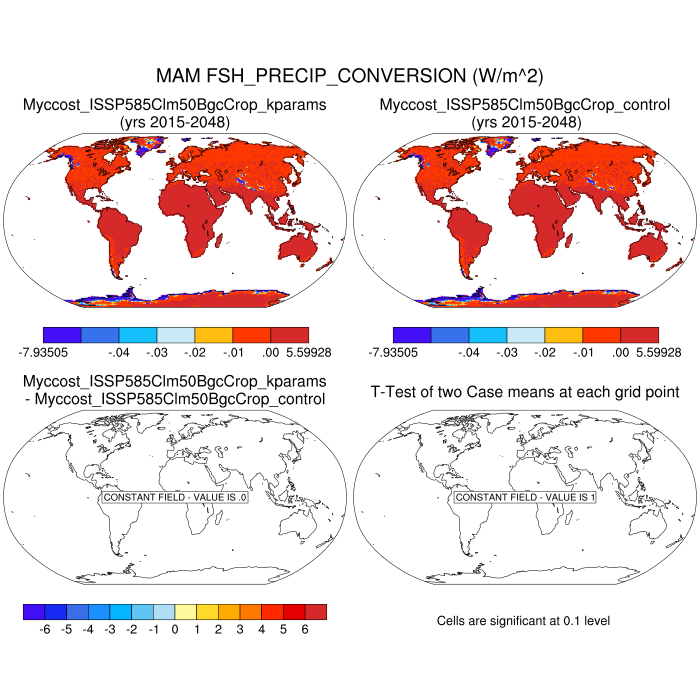 MAM FSH_PRECIP_CONVERSION (W/m^2)
Myccost_ISSP585Clm50BgcCrop_kparams
(yrs 2015-2048)
Myccost_ISSP585Clm50BgcCrop_control
(yrs 2015-2048)
-7.93505 -.04 -.03 -.02 -.01 .00 5.59928
-7.93505 -.04 -.03 -.02 -.01 .00 5.59928
Myccost_ISSP585Clm50BgcCrop_kparams
- Myccost_ISSP585Clm50BgcCrop_control
T-Test of two Case means at each grid point
CONSTANT FIELD - VALUE IS .0
CONSTANT FIELD - VALUE IS 1
-6 -5 -4 -3 -2 -1 0 1 2 3 4 5 6
Cells are significant at 0.1 level